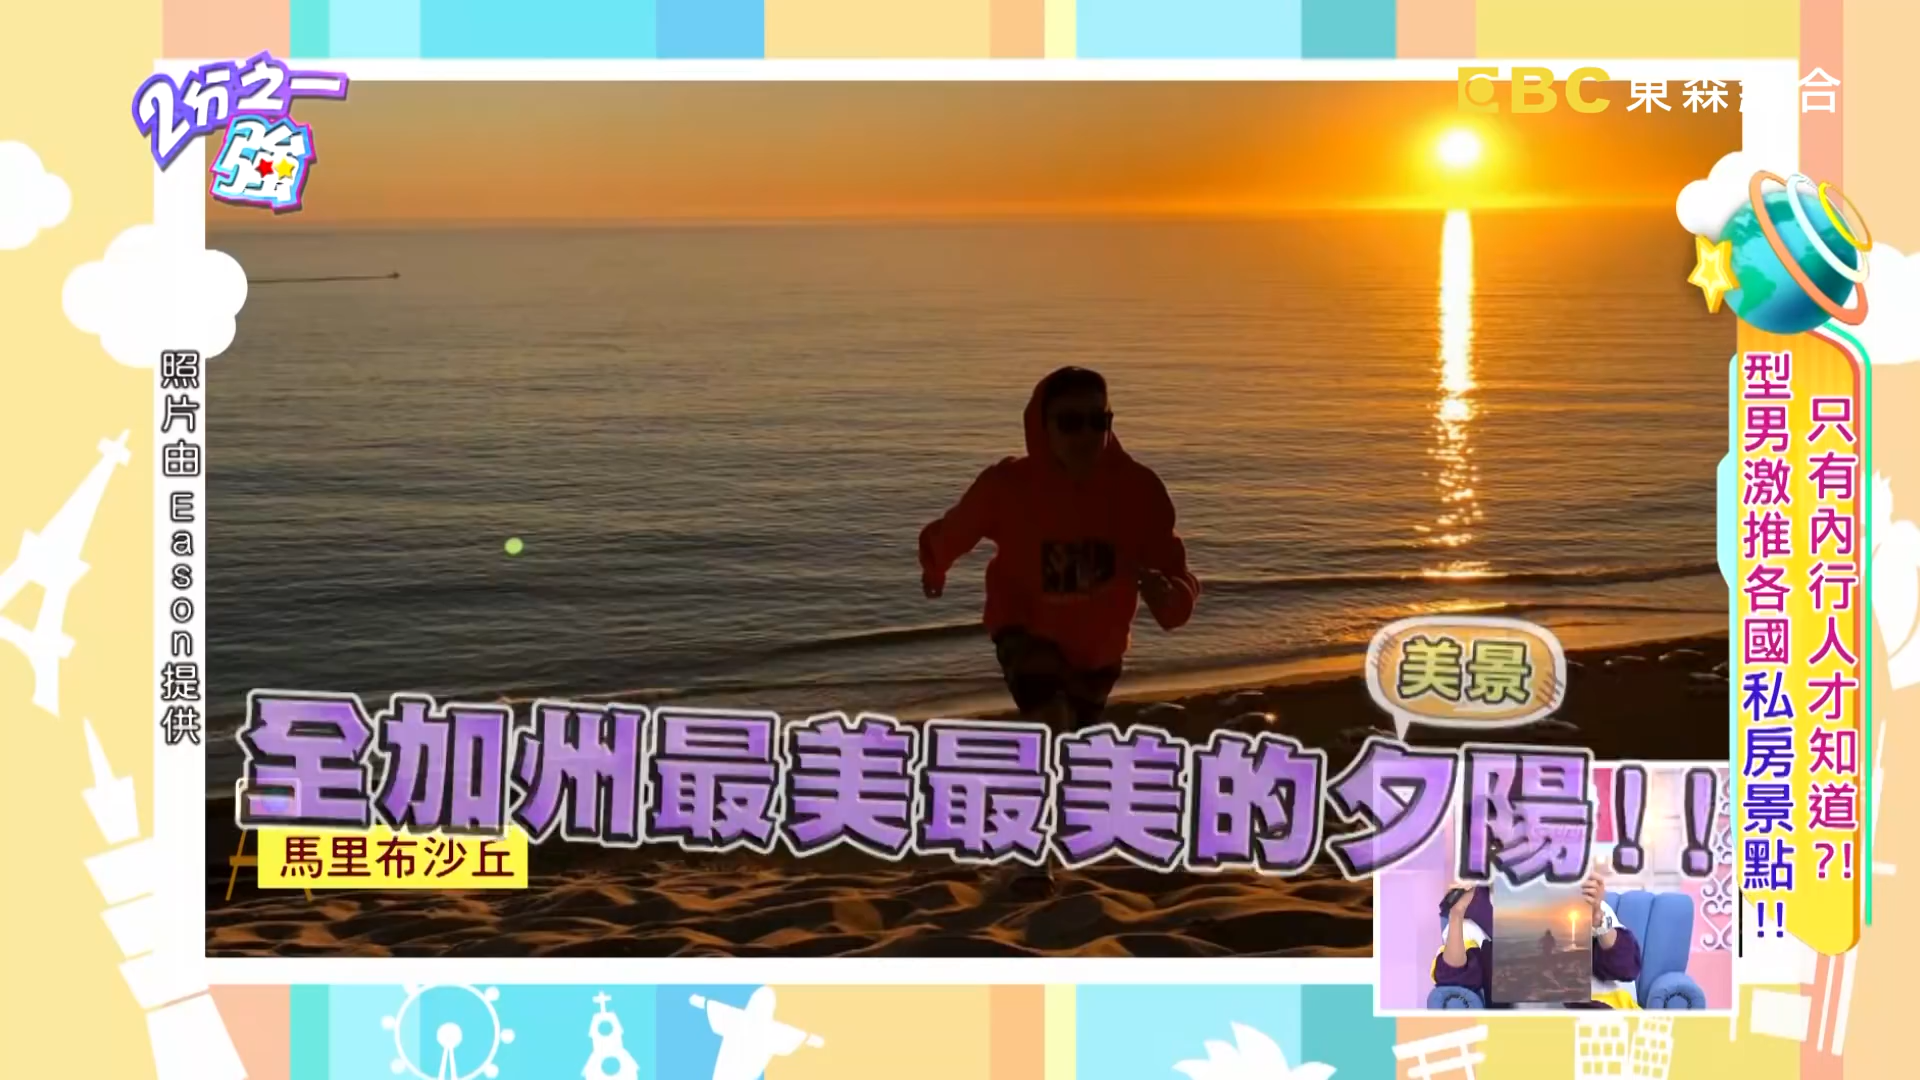 2分之一
強
EBC 東森綜合
照片由Eason提供
只有內行人才知道?!
型男激推各國私房景點!!
美景
全加州最美最美的夕陽!!
馬里布沙丘